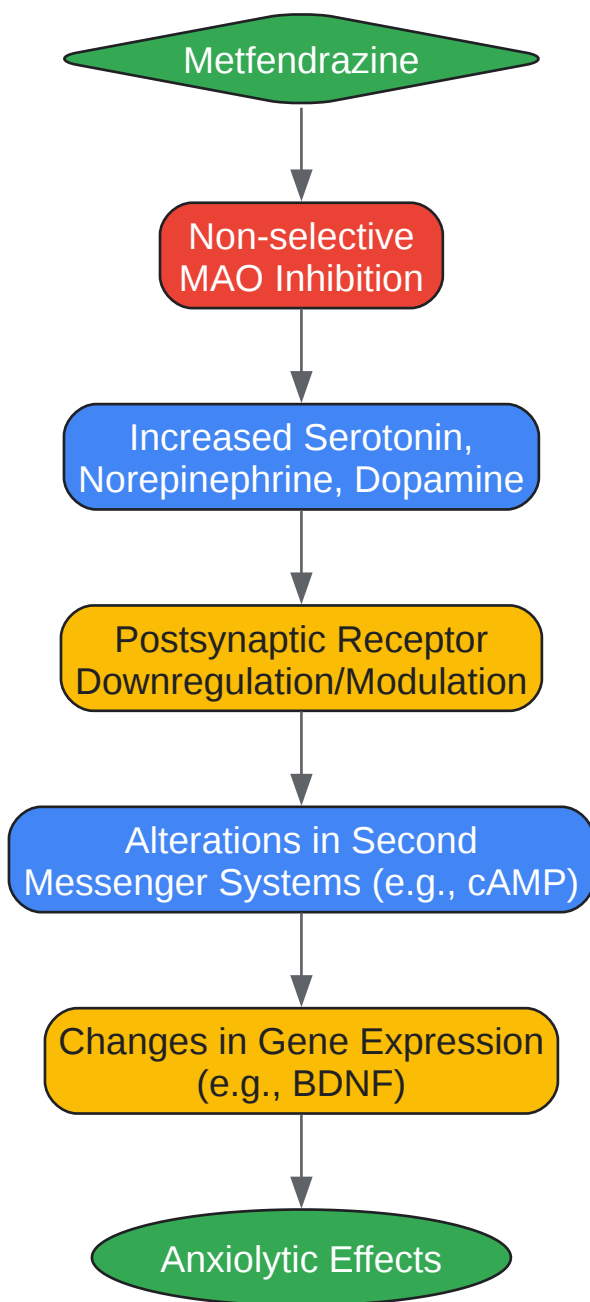 Metfendrazine
Non-selective
MAO Inhibition
Increased Serotonin,
Norepinephrine, Dopamine
Postsynaptic Receptor
Downregulation/Modulation
Alterations in Second
Messenger Systems (e.g., cAMP)
Changes in Gene Expression
(e.g., BDNF)
Anxiolytic Effects